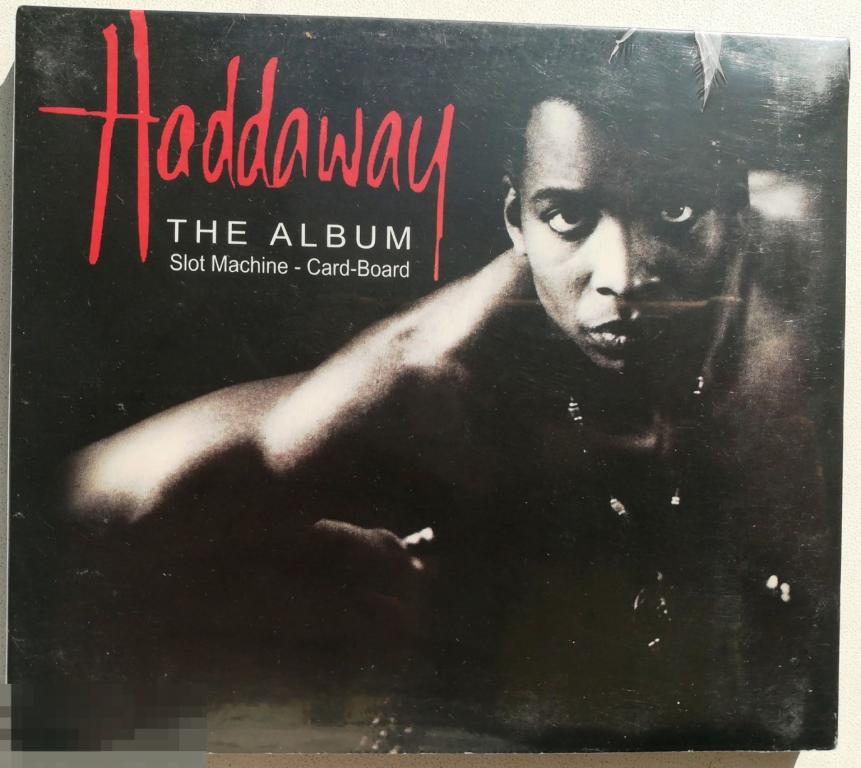 Haddaway
THE ALBUM
Slot Machine - Card-Board